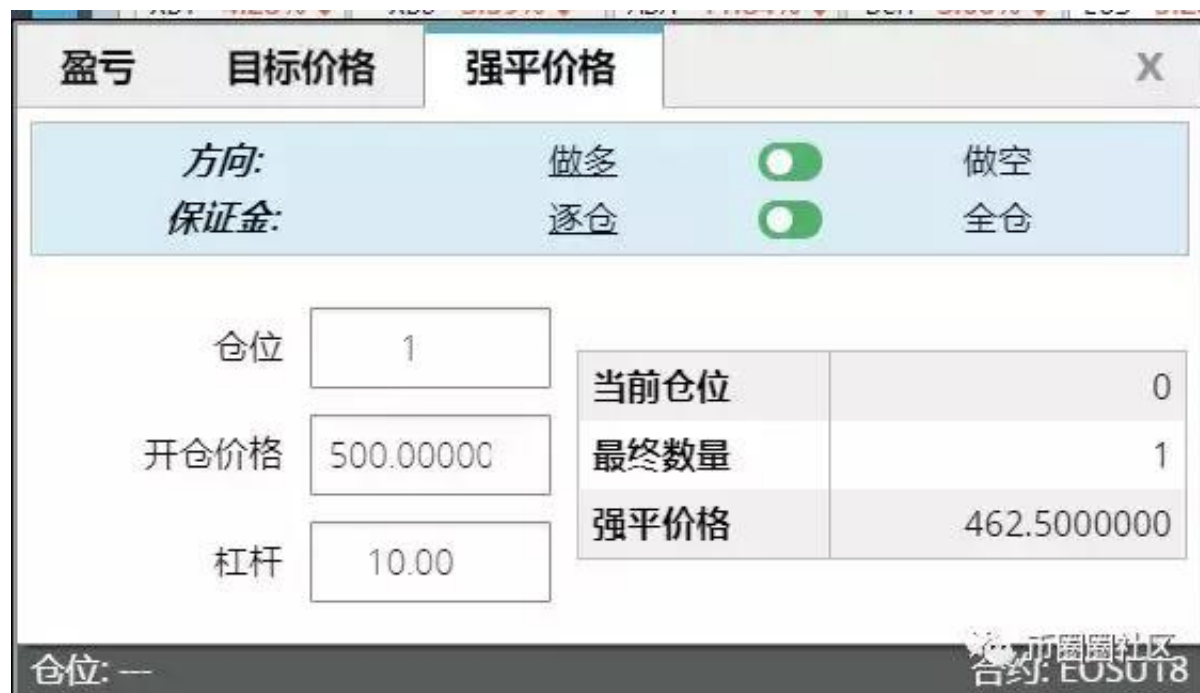 盈亏 目标价格 强平价格 X
方向: 做多 做空
保证金: 逐仓 全仓
仓位 1
开仓价格 500.00000
杠杆 10.00
当前仓位 0
最终数量 1
强平价格 462.5000000
币圈圈社区
仓位: --- 合约: EOSU18